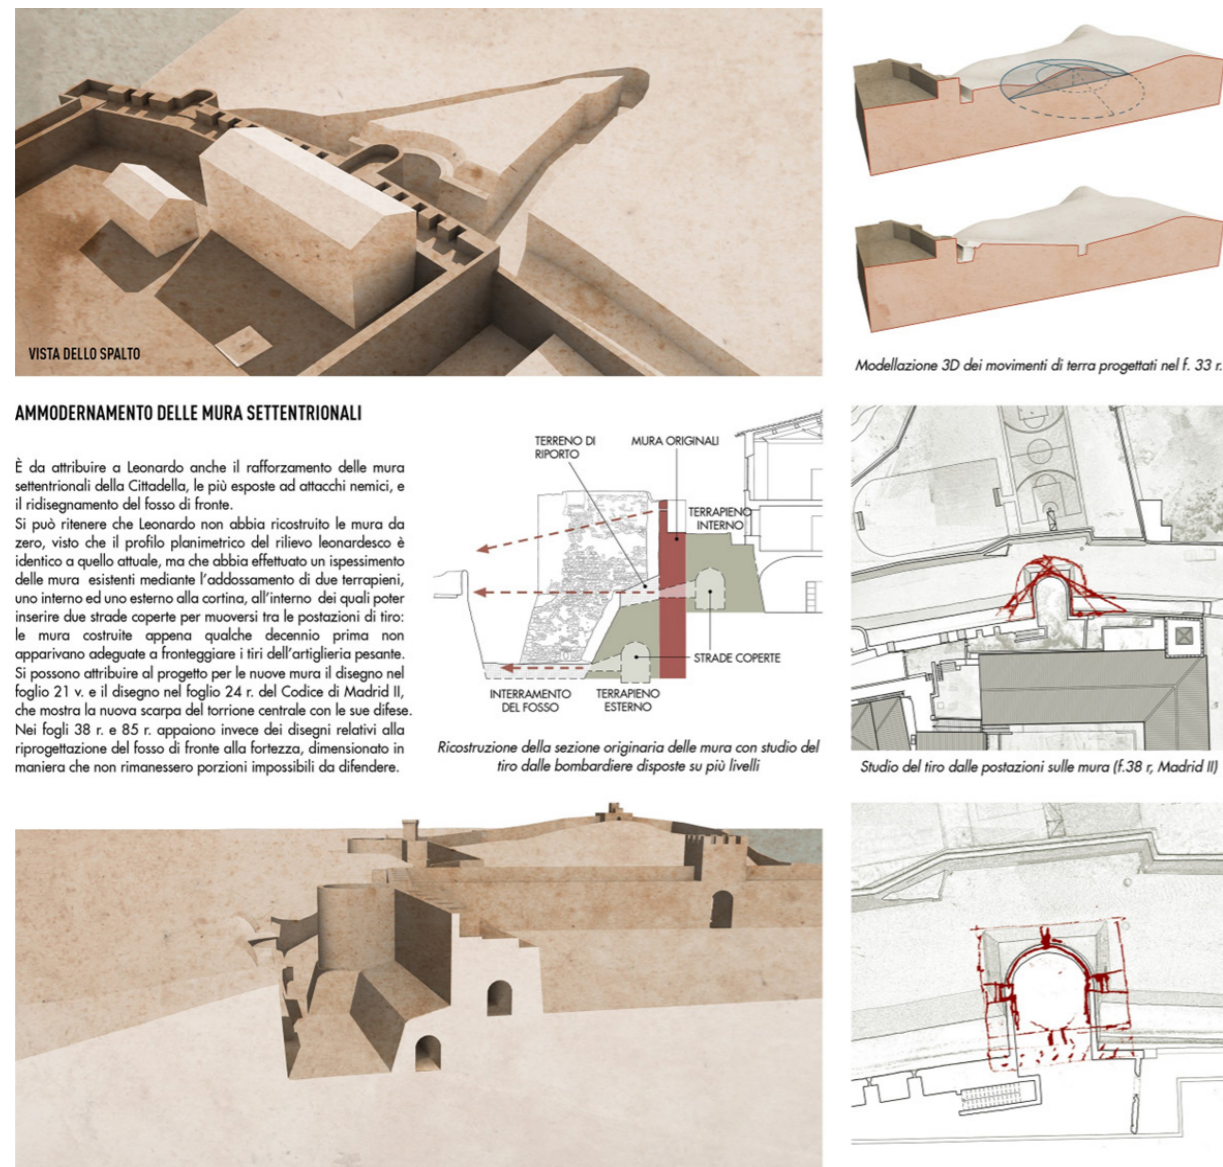 VISTA DELLO SPALTO
Modellazione 3D dei movimenti di terra progettati nel f. 33 r.
AMMODERNAMENTO DELLE MURA SETTENTRIONALI
È da attribuire a Leonardo anche il rafforzamento delle mura
settentrionali della Cittadella, le più esposte ad attacchi nemici, e
il ridisegnamento del fosso di fronte.
Si può ritenere che Leonardo non abbia ricostruito le mura da
zero, visto che il profilo planimetrico del rilievo leonardesco è
identico a quello attuale, ma che abbia effettuato un ispessimento
delle mura esistenti mediante l'addossamento di due terrapieni,
uno interno ed uno esterno alla cortina, all'interno dei quali poter
inserire due strade coperte per muoversi tra le postazioni di tiro:
le mura costruite appena qualche decennio prima non
apparivano adeguate a fronteggiare i tiri dell'artiglieria pesante.
Si possono attribuire al progetto per le nuove mura il disegno nel
foglio 21 v. e il disegno nel foglio 24 r. del Codice di Madrid II,
che mostra la nuova scarpa del torrione centrale con le sue difese.
Nei fogli 38 r. e 85 r. appaiono invece dei disegni relativi alla
riprogettazione del fosso di fronte alla fortezza, dimensionato in
maniera che non rimanessero porzioni impossibili da difendere.
TERRENO DI
RIPORTO
MURA ORIGINALI
TERRAPIENO
INTERNO
STRADE COPERTE
INTERRAMENTO
DEL FOSSO
TERRAPIENO
ESTERNO
Ricostruzione della sezione originaria delle mura con studio del
tiro dalle bombardiere disposte su più livelli
Studio del tiro dalle postazioni sulle mura (f.38 r, Madrid II)